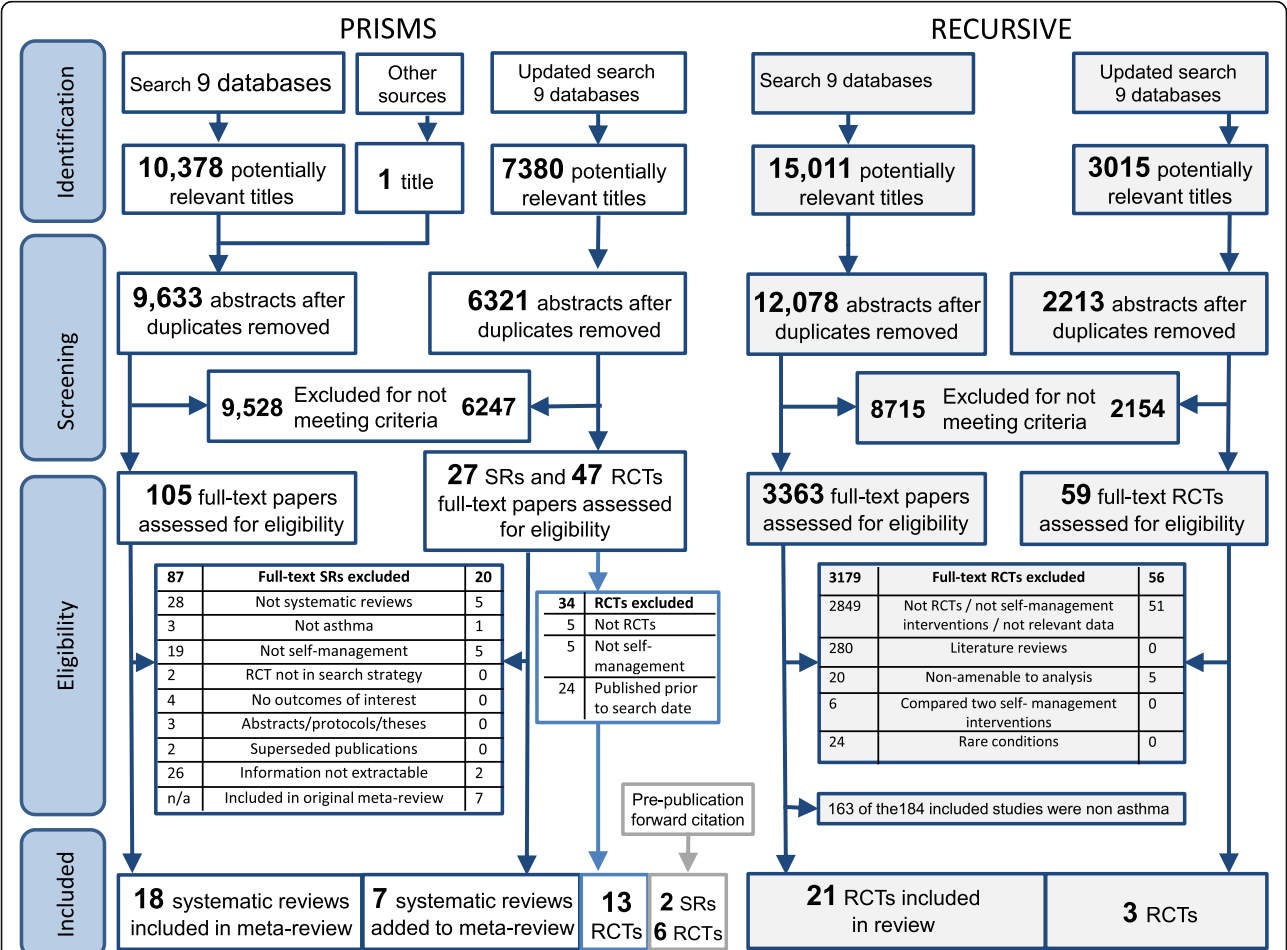 PRISMS
RECURSIVE
Identification
Search 9 databases
Other
sources
Updated search
9 databases
Search 9 databases
Updated search
9 databases
10,378 potentially
relevant titles
1 title
7380 potentially
relevant titles
15,011 potentially
relevant titles
3015 potentially
relevant titles
Screening
9,633 abstracts after
duplicates removed
6321 abstracts after
duplicates removed
12,078 abstracts after
duplicates removed
2213 abstracts after
duplicates removed
9,528 Excluded for not
meeting criteria 6247
8715 Excluded for not
meeting criteria 2154
Eligibility
105 full-text papers
assessed for eligibility
27 SRs and 47 RCTs
full-text papers assessed
for eligibility
3363 full-text papers
assessed for eligibility
59 full-text RCTs
assessed for eligibility
87 Full-text SRs excluded 20
28 Not systematic reviews 5
3 Not asthma 1
19 Not self-management 5
2 RCT not in search strategy 0
4 No outcomes of interest 0
3 Abstracts/protocols/theses 0
2 Superseded publications 0
26 Information not extractable 2
n/a Included in original meta-review 7
34 RCTs excluded
5 Not RCTs
5 Not self-
management
24 Published prior
to search date
3179 Full-text RCTs excluded 56
2849 Not RCTs / not self-management 51
interventions / not relevant data
280 Literature reviews 0
20 Non-amenable to analysis 5
6 Compared two self- management
interventions 0
24 Rare conditions 0
Pre-publication
forward citation
163 of the184 included studies were non asthma
Included
18 systematic reviews
included in meta-review
7 systematic reviews
added to meta-review
13
RCTs
2 SRs
6 RCTs
21 RCTs included
in review
3 RCTs